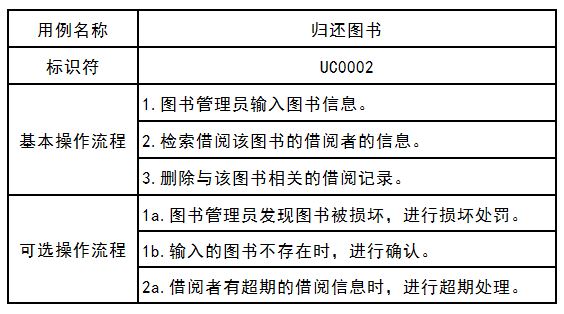 用例名称 归还图书
标识符 UC0002
基本操作流程
1.图书管理员输入图书信息。
2.检索借阅该图书的借阅者的信息。
3.删除与该图书相关的借阅记录。
可选操作流程
1a.图书管理员发现图书被损坏，进行损坏处罚。
1b.输入的图书不存在时，进行确认。
2a.借阅者有超期的借阅信息时，进行超期处理。